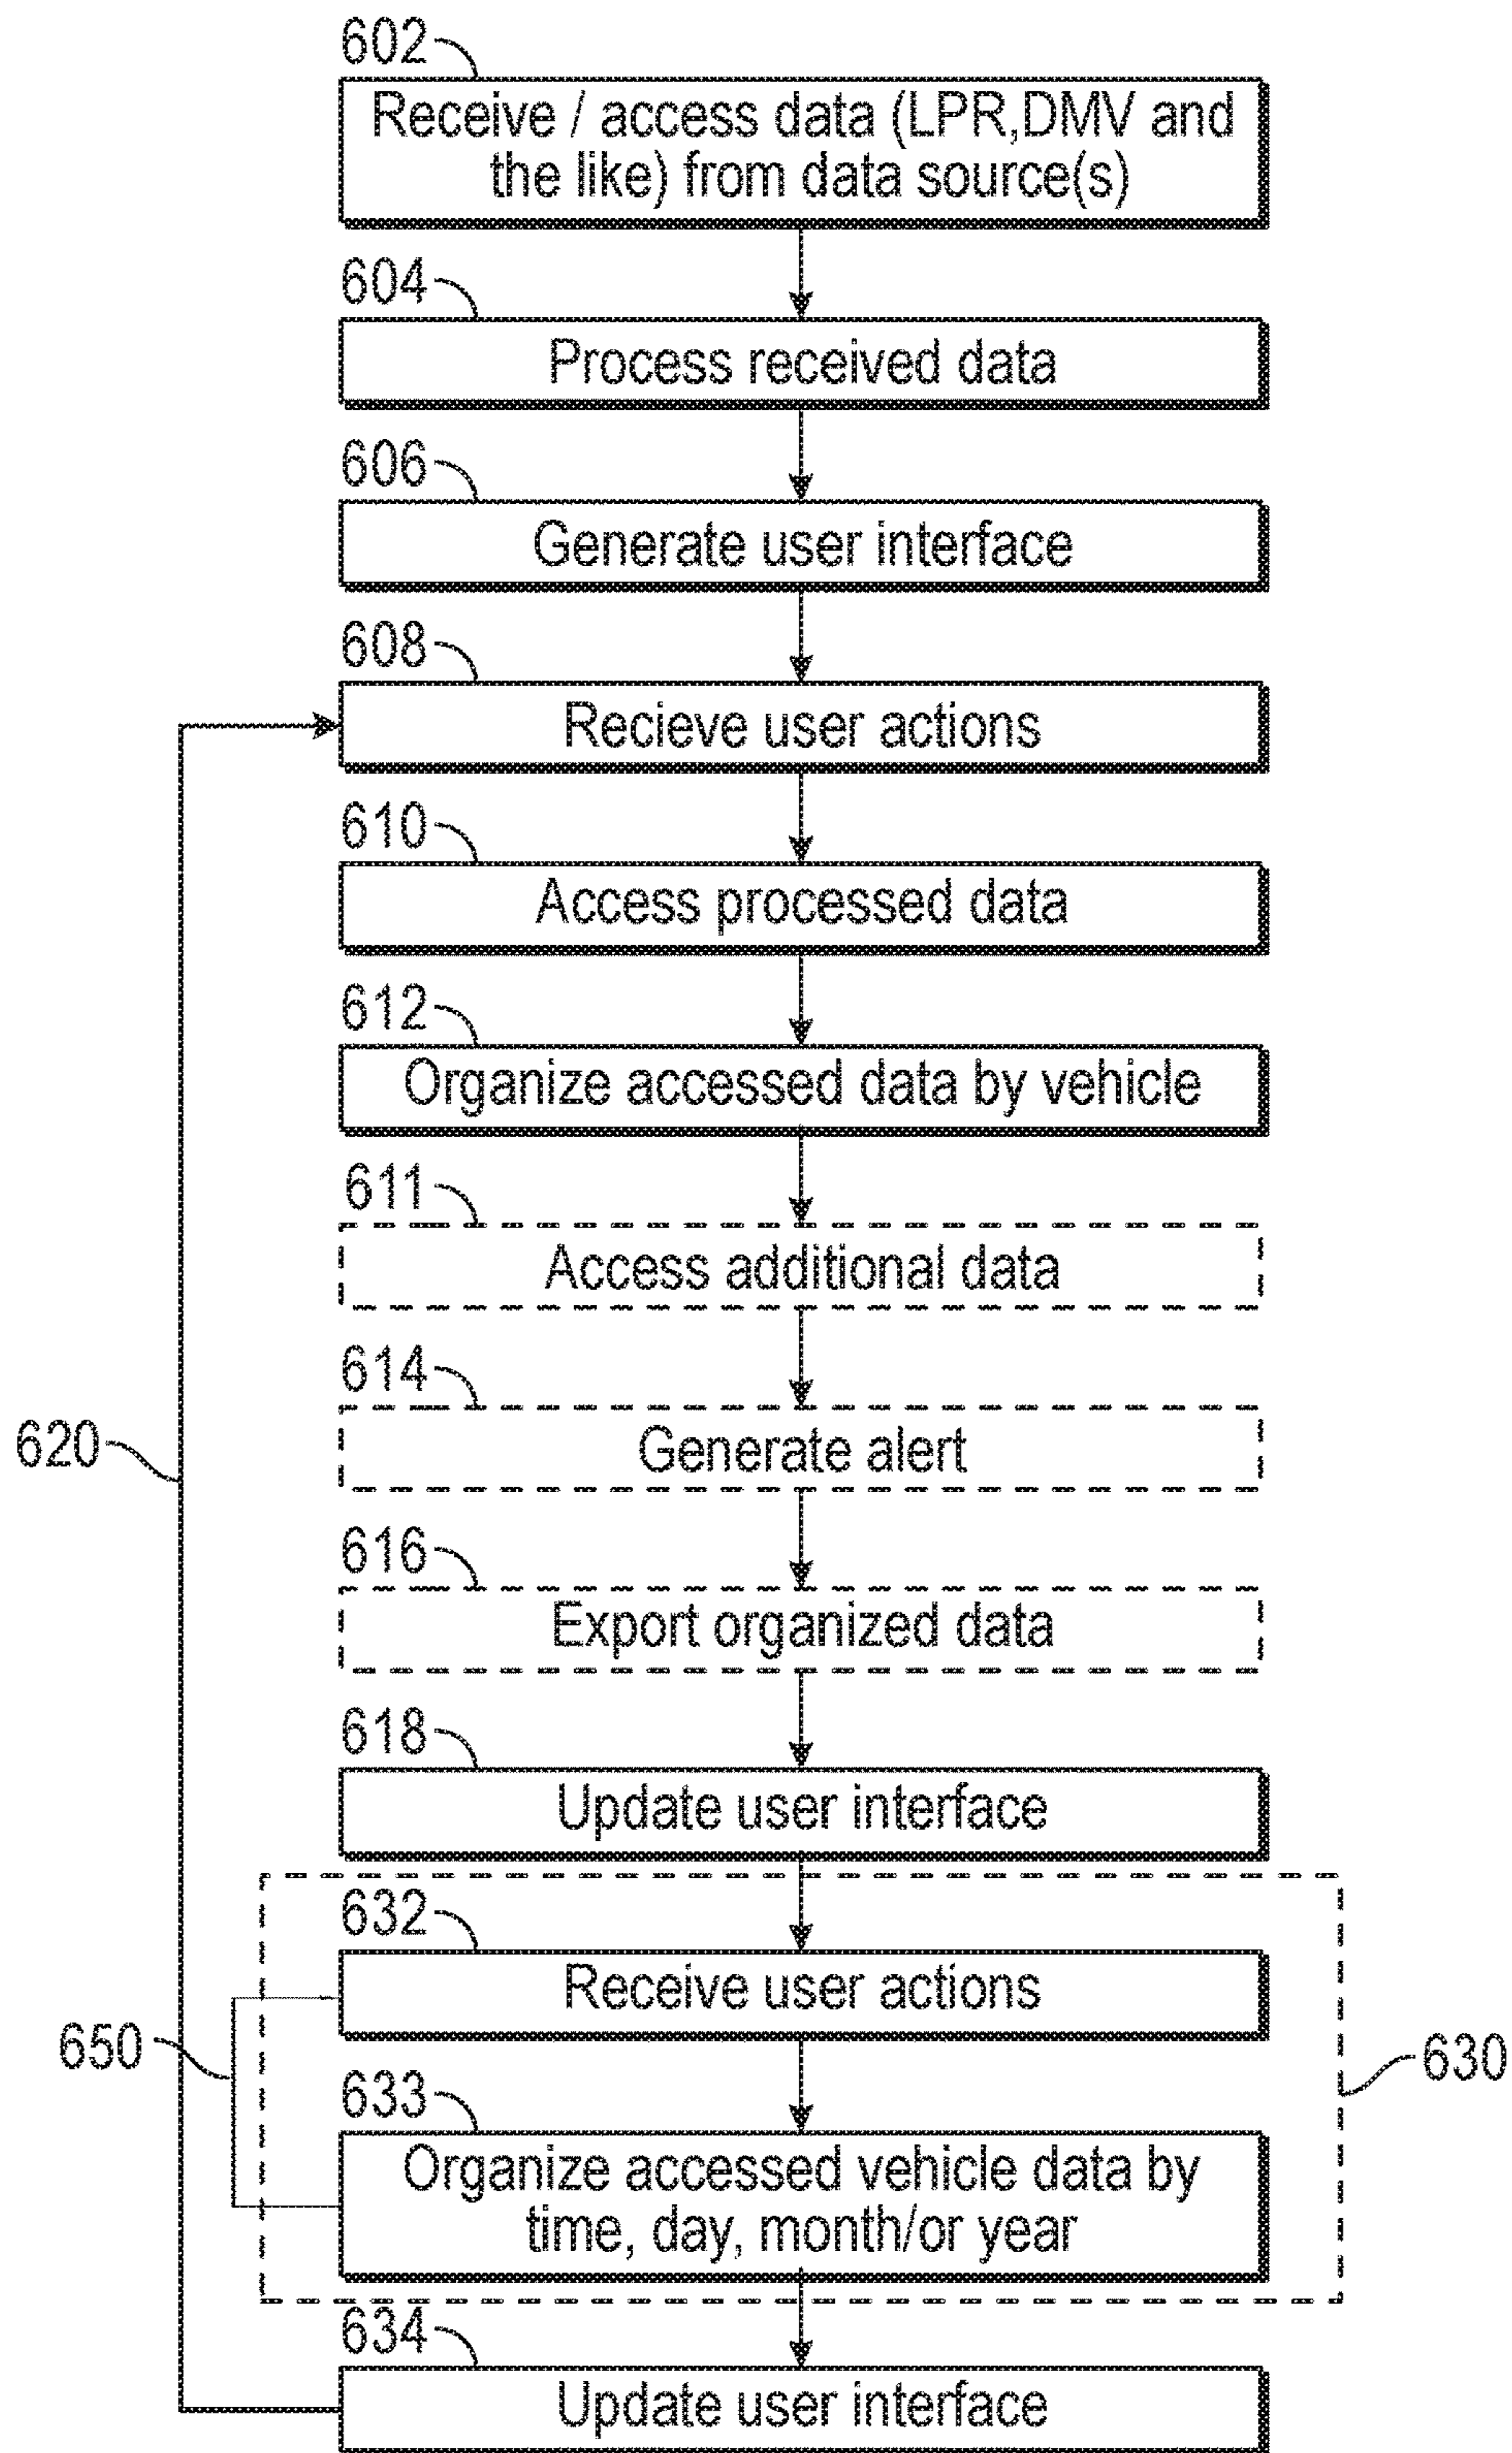 602
Receive / access data (LPR,DMV and
the like) from data source(s)
604
Process received data
606
Generate user interface
608
Recieve user actions
610
Access processed data
612
Organize accessed data by vehicle
611
Access additional data
614
Generate alert
620
616
Export organized data
618
Update user interface
632
Receive user actions
650
630
633
Organize accessed vehicle data by
time, day, month/or year
634
Update user interface